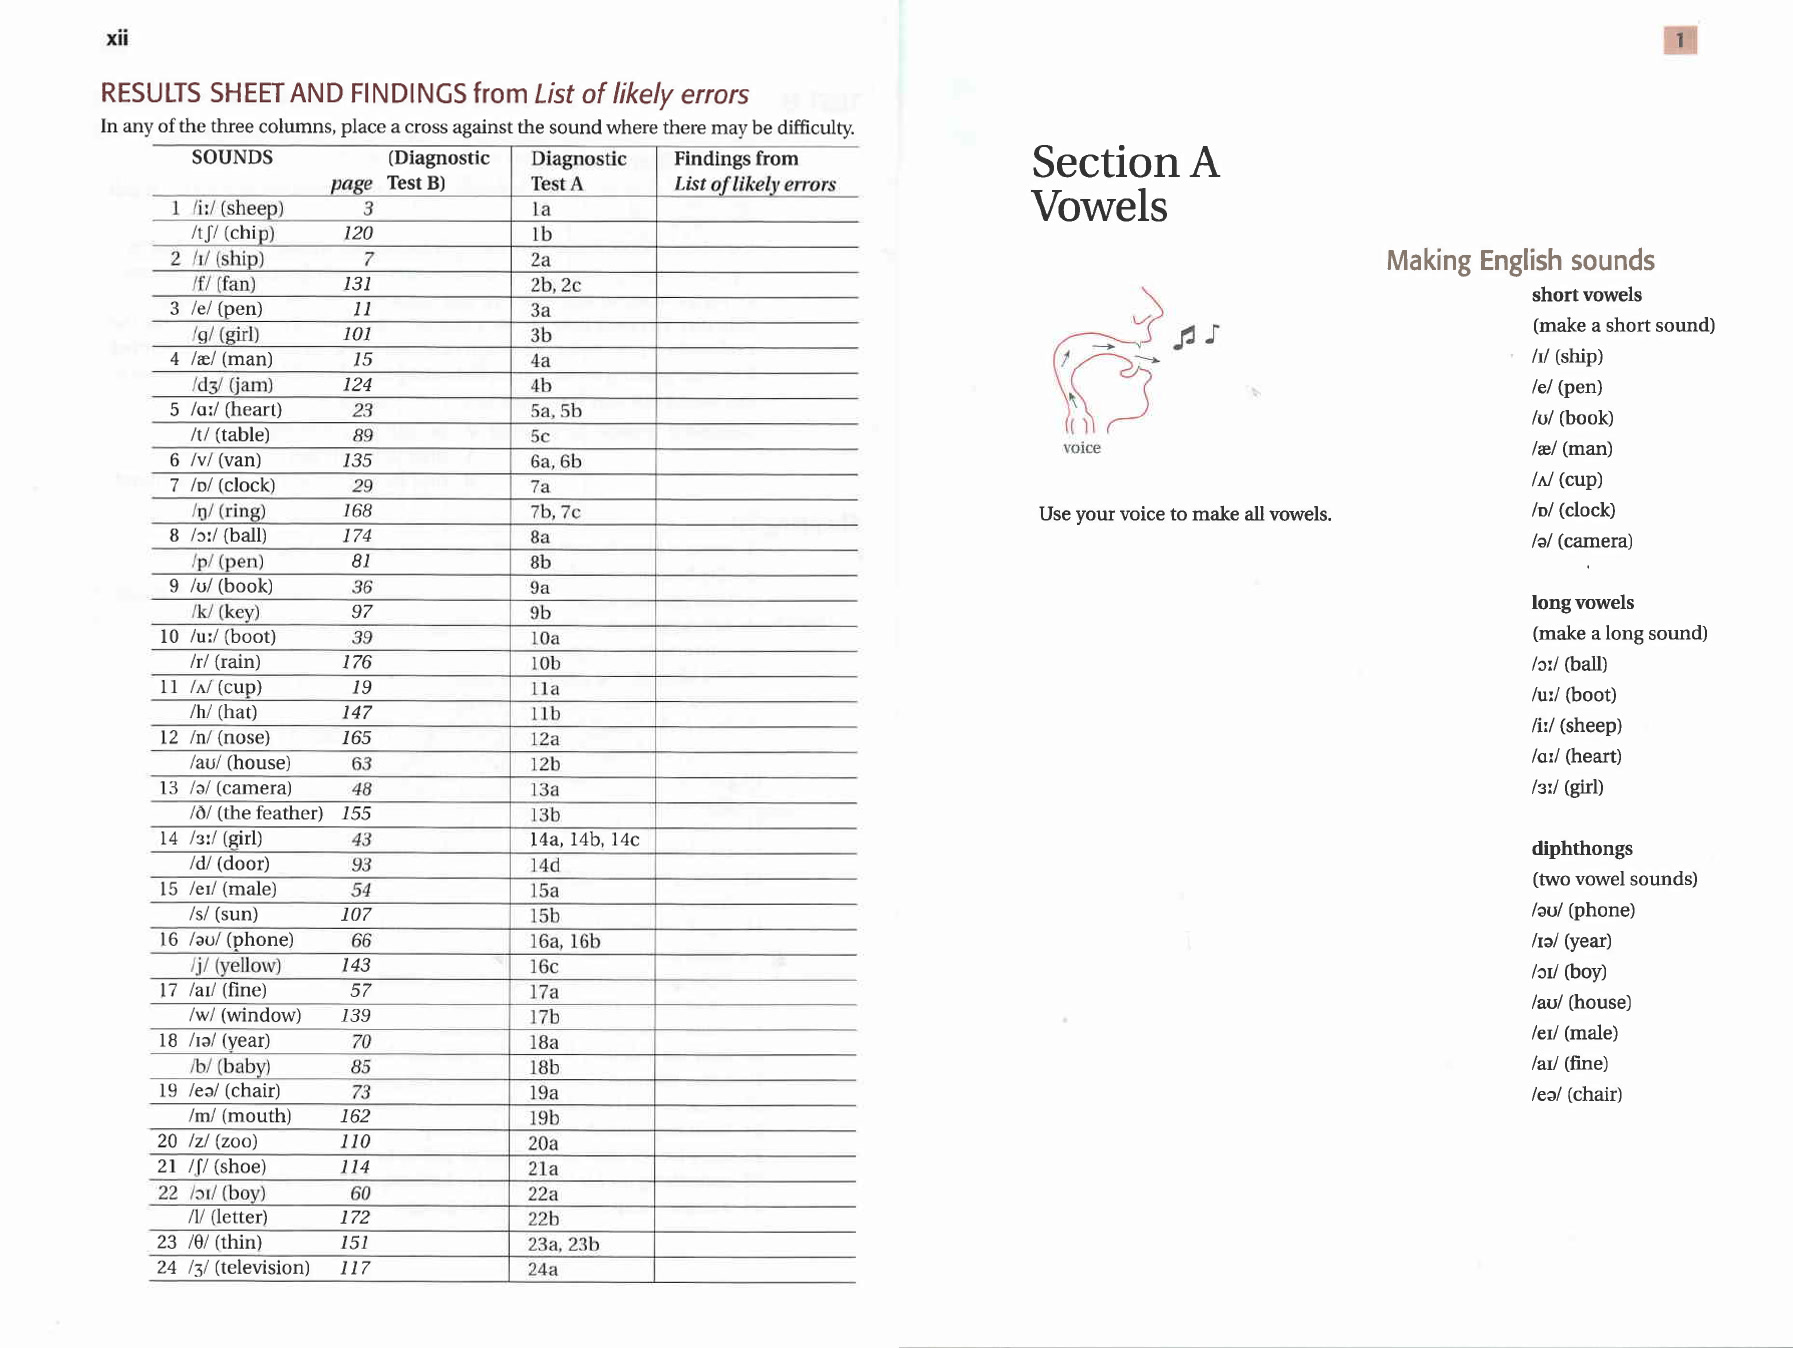 xii
RESULTS SHEET AND FINDINGS from List of likely errors
In any of the three columns, place a cross against the sound where there may be difficulty.
SOUNDS (Diagnostic Diagnostic Findings from
page Test B) Test A List of likely errors
1 /i:/ (sheep) 3 1a
/tʃ/ (chip) 120 1b
2 /ɪ/ (ship) 7 2a
/f/ (fan) 131 2b, 2c
3 /e/ (pen) 11 3a
/g/ (girl) 101 3b
4 /æ/ (man) 15 4a
/dʒ/ (jam) 124 4b
5 /ɑ:/ (heart) 23 5a, 5b
/t/ (table) 89 5c
6 /v/ (van) 135 6a, 6b
7 /ɒ/ (clock) 29 7a
/ŋ/ (ring) 168 7b, 7c
8 /ɔ:/ (ball) 174 8a
/p/ (pen) 81 8b
9 /ʊ/ (book) 36 9a
/k/ (key) 97 9b
10 /u:/ (boot) 39 10a
/r/ (rain) 176 10b
11 /ʌ/ (cup) 19 11a
/h/ (hat) 147 11b
12 /n/ (nose) 165 12a
/aʊ/ (house) 63 12b
13 /ə/ (camera) 48 13a
/ð/ (the feather) 155 13b
14 /ɜ:/ (girl) 43 14a, 14b, 14c
/d/ (door) 93 14d
15 /eɪ/ (male) 54 15a
/s/ (sun) 107 15b
16 /əʊ/ (phone) 66 16a, 16b
/j/ (yellow) 143 16c
17 /aɪ/ (fine) 57 17a
/w/ (window) 139 17b
18 /ɪə/ (year) 70 18a
/b/ (baby) 85 18b
19 /eə/ (chair) 73 19a
/m/ (mouth) 162 19b
20 /z/ (zoo) 110 20a
21 /ʃ/ (shoe) 114 21a
22 /ɔɪ/ (boy) 60 22a
/l/ (letter) 172 22b
23 /θ/ (thin) 151 23a, 23b
24 /ʒ/ (television) 117 24a
1
Section A
Vowels
voice
Use your voice to make all vowels.
Making English sounds
short vowels
(make a short sound)
/ɪ/ (ship)
/e/ (pen)
/ʊ/ (book)
/æ/ (man)
/ʌ/ (cup)
/ɒ/ (clock)
/ə/ (camera)
long vowels
(make a long sound)
/ɔ:/ (ball)
/u:/ (boot)
/i:/ (sheep)
/ɑ:/ (heart)
/ɜ:/ (girl)
diphthongs
(two vowel sounds)
/əʊ/ (phone)
/ɪə/ (year)
/ɔɪ/ (boy)
/aʊ/ (house)
/eɪ/ (male)
/aɪ/ (fine)
/eə/ (chair)